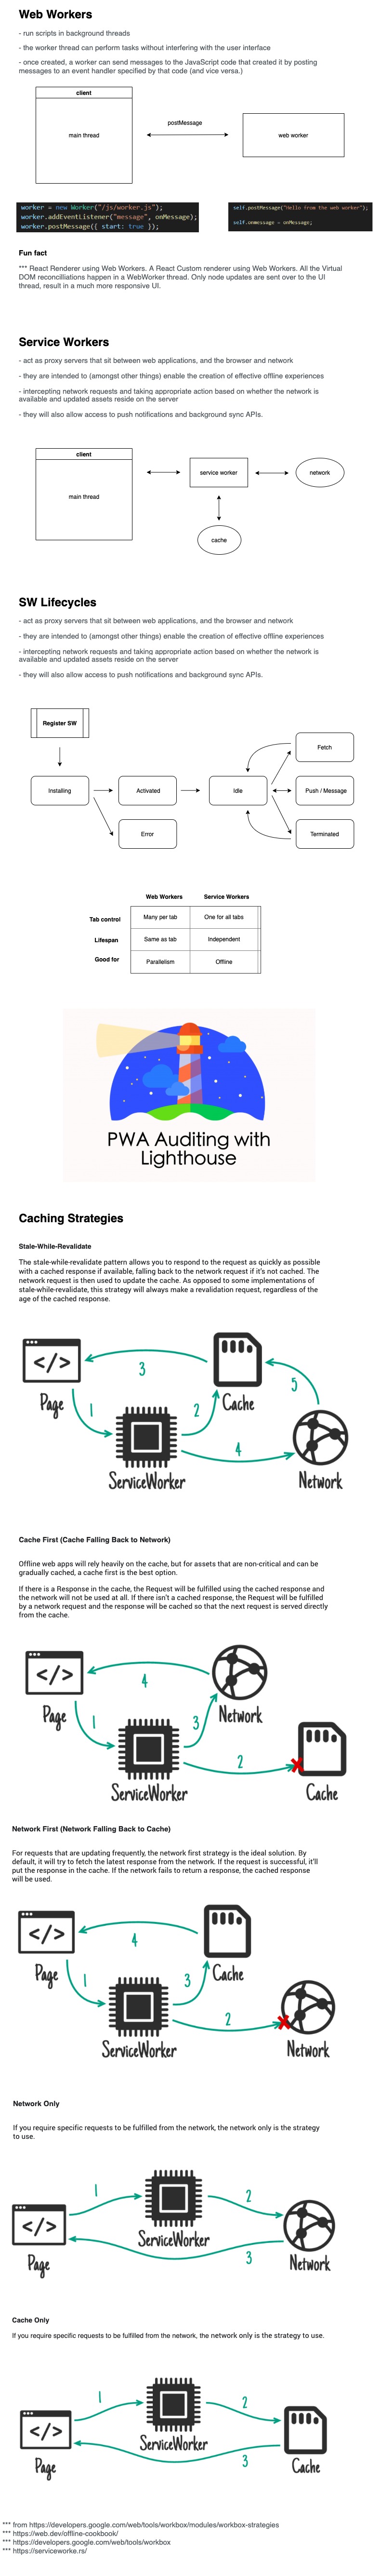 Web Workers
- run scripts in background threads
- the worker thread can perform tasks without interfering with the user interface
- once created, a worker can send messages to the JavaScript code that created it by posting
messages to an event handler specified by that code (and vice versa.)
client
main thread
postMessage
web worker
worker = new Worker("/js/worker.js");
worker.addEventListener("message", onMessage);
worker.postMessage({ start: true });
self.postMessage("Hello from the web worker");
self.onmessage = onMessage;
Fun fact
*** React Renderer using Web Workers. A React Custom renderer using Web Workers. All the Virtual
DOM reconcilliations happen in a WebWorker thread. Only node updates are sent over to the UI
thread, result in a much more responsive UI.
Service Workers
- act as proxy servers that sit between web applications, and the browser and network
- they are intended to (amongst other things) enable the creation of effective offline experiences
- intercepting network requests and taking appropriate action based on whether the network is
available and updated assets reside on the server
- they will also allow access to push notifications and background sync APIs.
client
main thread
service worker
network
cache
SW Lifecycles
- act as proxy servers that sit between web applications, and the browser and network
- they are intended to (amongst other things) enable the creation of effective offline experiences
- intercepting network requests and taking appropriate action based on whether the network is
available and updated assets reside on the server
- they will also allow access to push notifications and background sync APIs.
Register SW
Fetch
Installing
Activated
Idle
Push / Message
Error
Terminated
Web Workers
Service Workers
Tab control
Many per tab
One for all tabs
Lifespan
Same as tab
Independent
Good for
Parallelism
Offline
PWA Auditing with
Lighthouse
Caching Strategies
Stale-While-Revalidate
The stale-while-revalidate pattern allows you to respond to the request as quickly as possible
with a cached response if available, falling back to the network request if it's not cached. The
network request is then used to update the cache. As opposed to some implementations of
stale-while-revalidate, this strategy will always make a revalidation request, regardless of the
age of the cached response.
3
5
Page
1
2
Cache
4
ServiceWorker
Network
Cache First (Cache Falling Back to Network)
Offline web apps will rely heavily on the cache, but for assets that are non-critical and can be
gradually cached, a cache first is the best option.
If there is a Response in the cache, the Request will be fulfilled using the cached response and
the network will not be used at all. If there isn't a cached response, the Request will be fulfilled
by a network request and the response will be cached so that the next request is served directly
from the cache.
4
Page
1
3
Network
2
ServiceWorker
Cache
Network First (Network Falling Back to Cache)
For requests that are updating frequently, the network first strategy is the ideal solution. By
default, it will try to fetch the latest response from the network. If the request is successful, it'll
put the response in the cache. If the network fails to return a response, the cached response
will be used.
4
Page
1
3
Cache
2
ServiceWorker
Network
Network Only
If you require specific requests to be fulfilled from the network, the network only is the strategy
to use.
1
2
ServiceWorker
3
Page
Network
Cache Only
If you require specific requests to be fulfilled from the network, the network only is the strategy to use.
1
2
ServiceWorker
3
Page
Cache
*** from https://developers.google.com/web/tools/workbox/modules/workbox-strategies
*** https://web.dev/offline-cookbook/
*** https://developers.google.com/web/tools/workbox
*** https://serviceworke.rs/